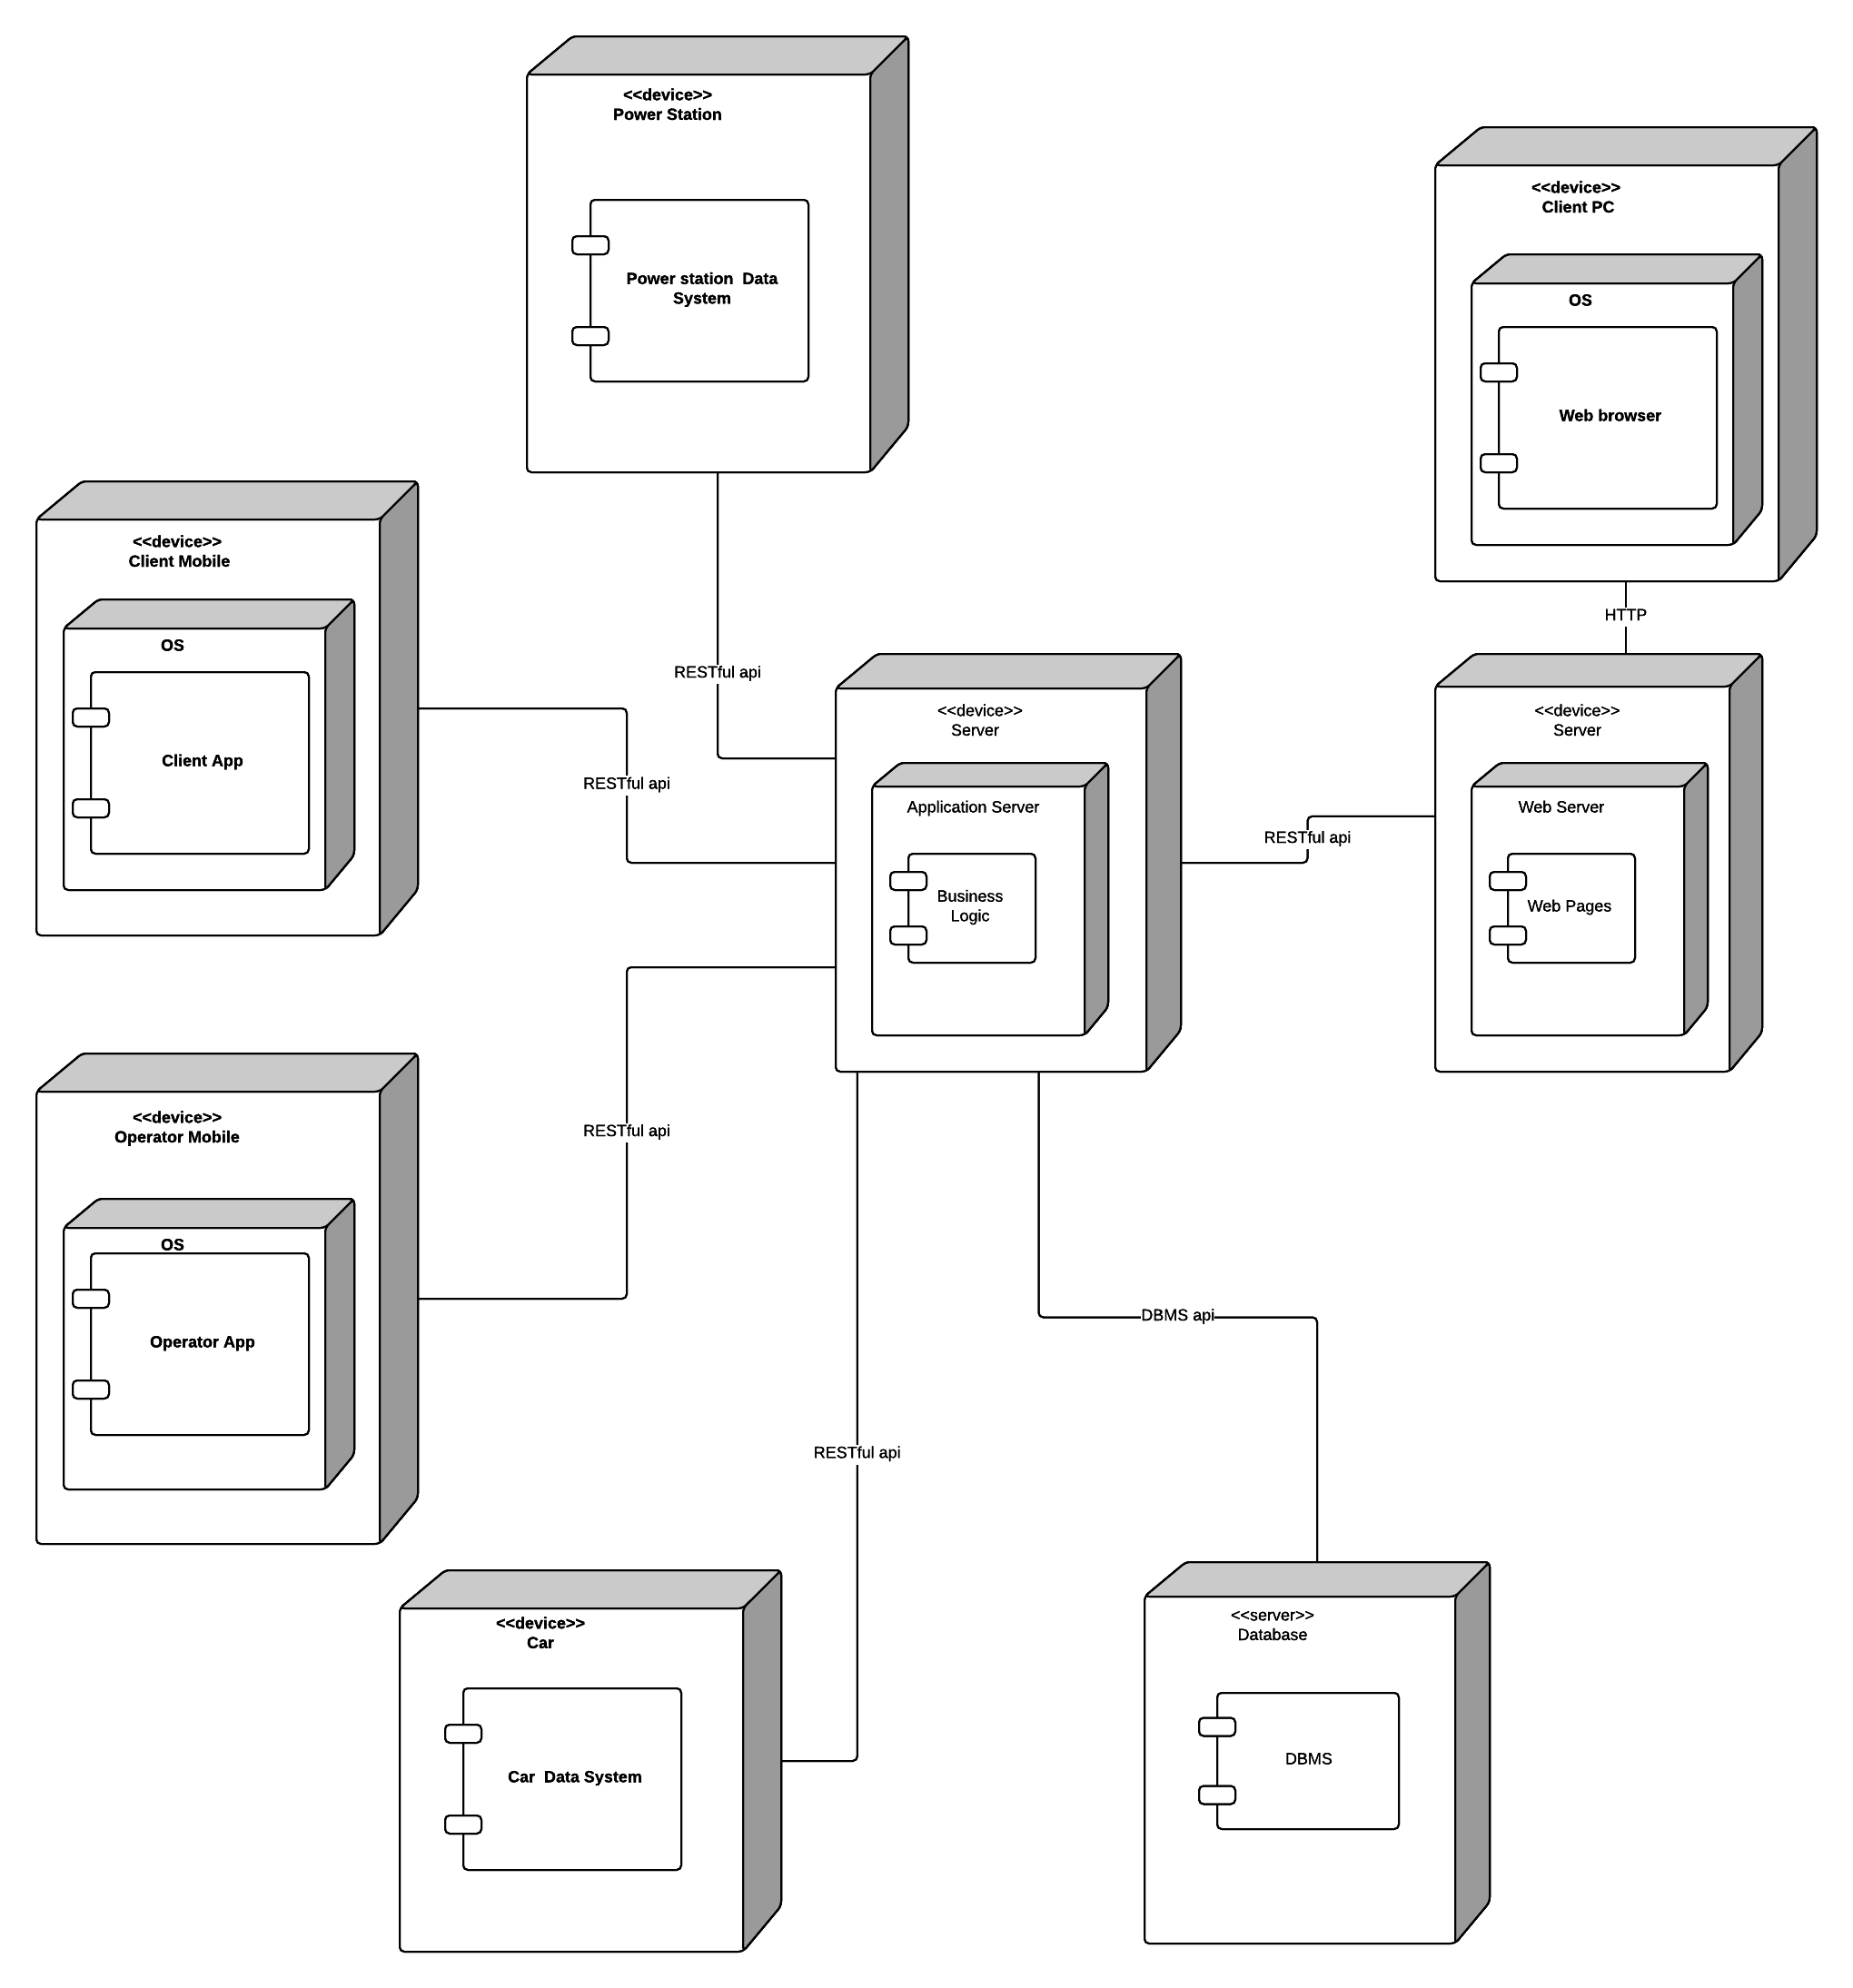 <<device>>
Power Station
Power station  Data
System
<<device>>
Client PC
OS
Web browser
HTTP
<<device>>
Client Mobile
OS
Client App
RESTful api
RESTful api
<<device>>
Server
Application Server
Business
Logic
RESTful api
<<device>>
Server
Web Server
Web Pages
<<device>>
Operator Mobile
OS
Operator App
RESTful api
DBMS api
RESTful api
<<device>>
Car
Car  Data System
<<server>>
Database
DBMS